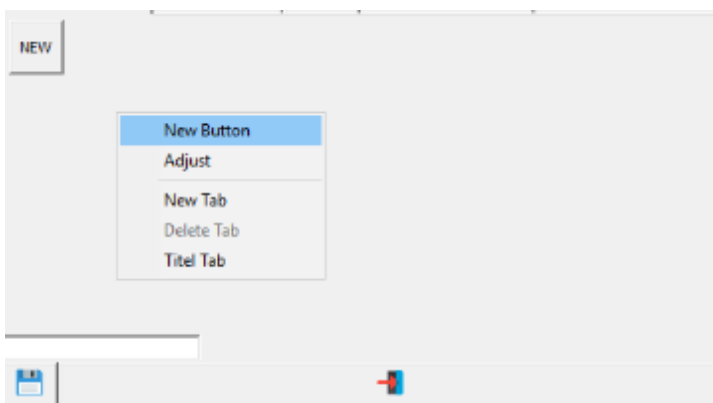 NEW
New Button
Adjust
New Tab
Delete Tab
Titel Tab